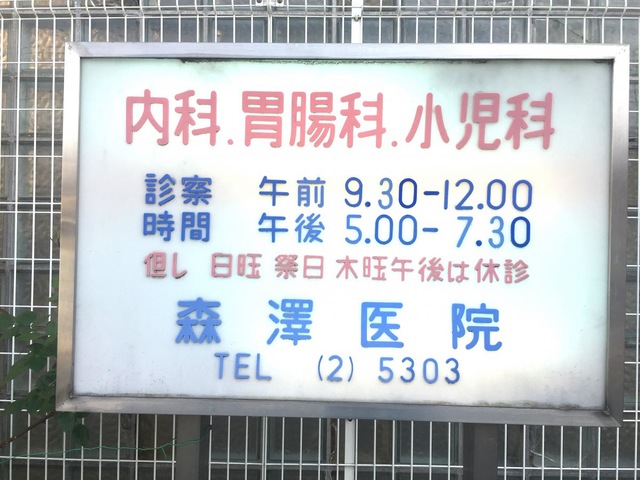 内科.胃腸科.小児科
診察 午前 9.30-12.00
時間 午後 5.00- 7.30
但し 日旺 祭日 木旺午後は休診
森澤医院
TEL (2) 5303